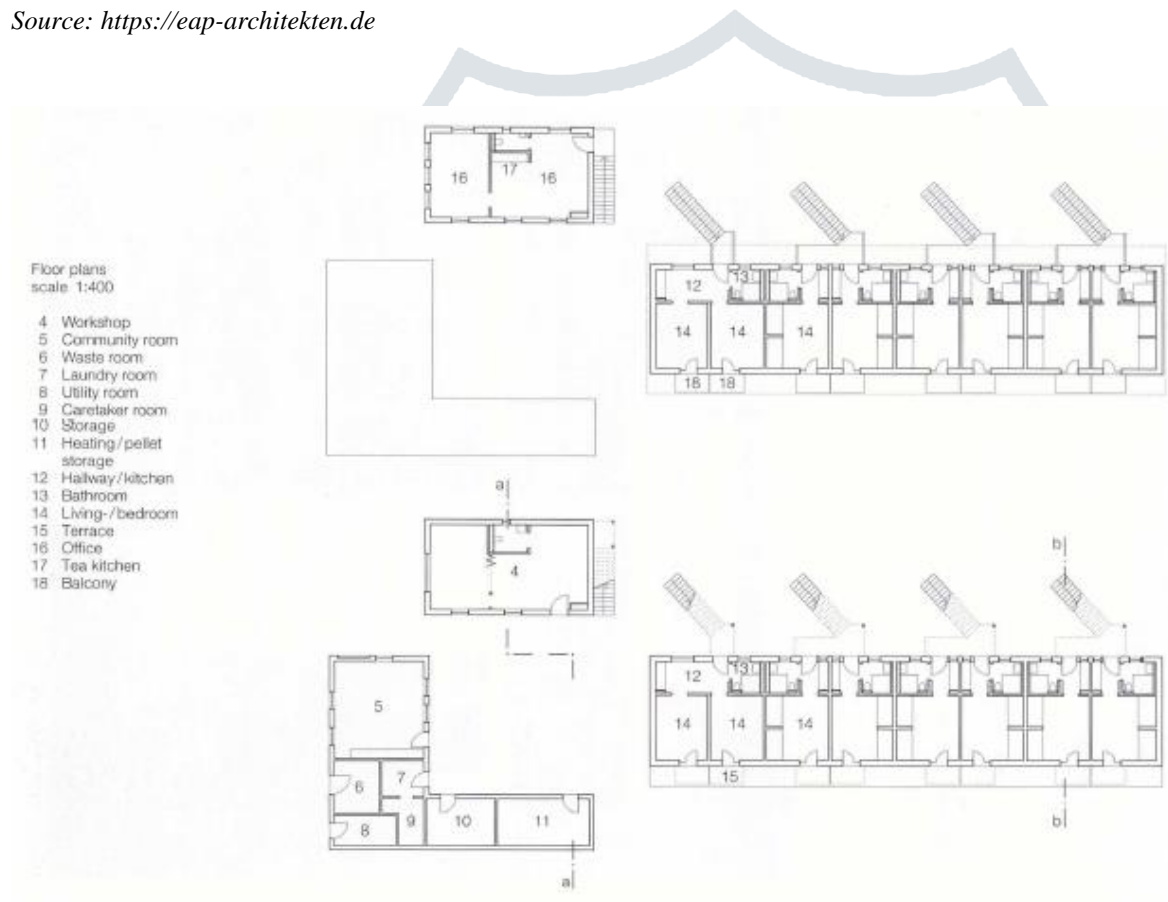 Source: https://eap-architekten.de
Floor plans
scale 1:400
4 Workshop
5 Community room
6 Waste room
7 Laundry room
8 Utility room
9 Caretaker room
10 Storage
11 Heating/pellet
storage
12 Hallway/kitchen
13 Bathroom
14 Living-/bedroom
15 Terrace
16 Office
17 Tea kitchen
18 Balcony
16 17 16
12 13
14 14 14
18 18
a
4
b
12 13
14 14 14
15
5
6 7
8 9 10 11
a
b